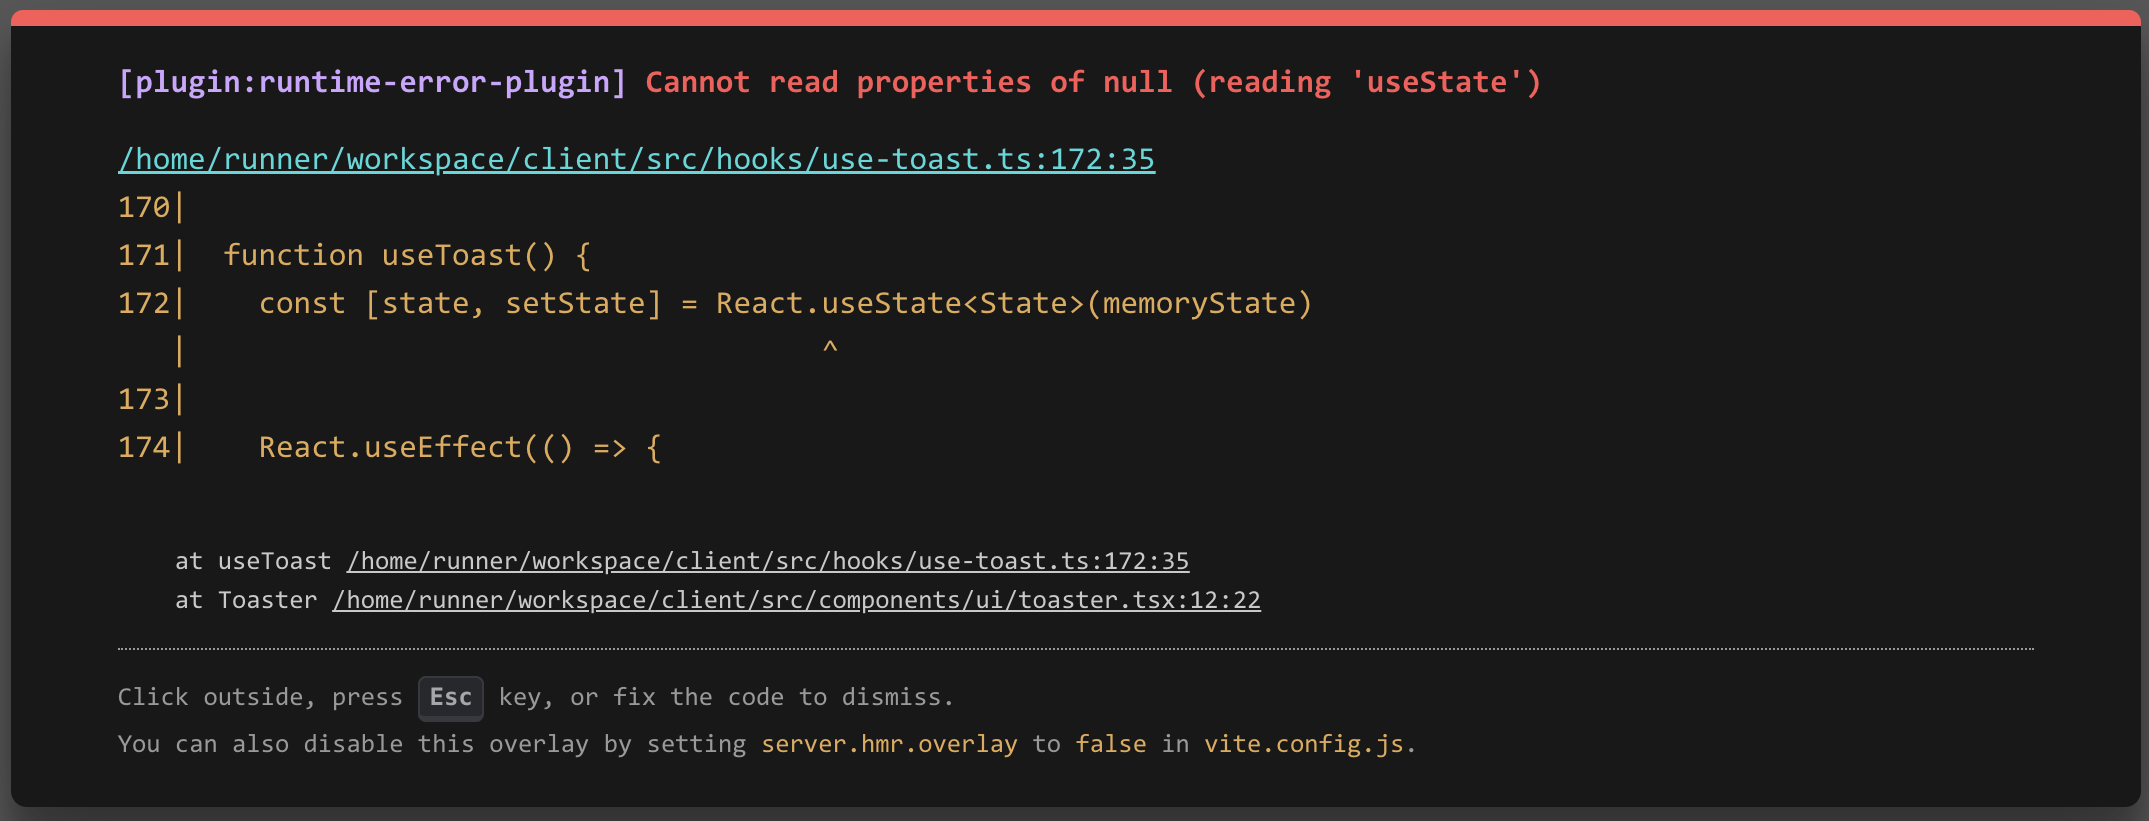 [plugin:runtime-error-plugin] Cannot read properties of null (reading 'useState')
/home/runner/workspace/client/src/hooks/use-toast.ts:172:35
170|
171|  function useToast() {
172|    const [state, setState] = React.useState<State>(memoryState)
   |                                    ^
173|
174|    React.useEffect(() => {
at useToast /home/runner/workspace/client/src/hooks/use-toast.ts:172:35
at Toaster /home/runner/workspace/client/src/components/ui/toaster.tsx:12:22
Click outside, press Esc key, or fix the code to dismiss.
You can also disable this overlay by setting server.hmr.overlay to false in vite.config.js.